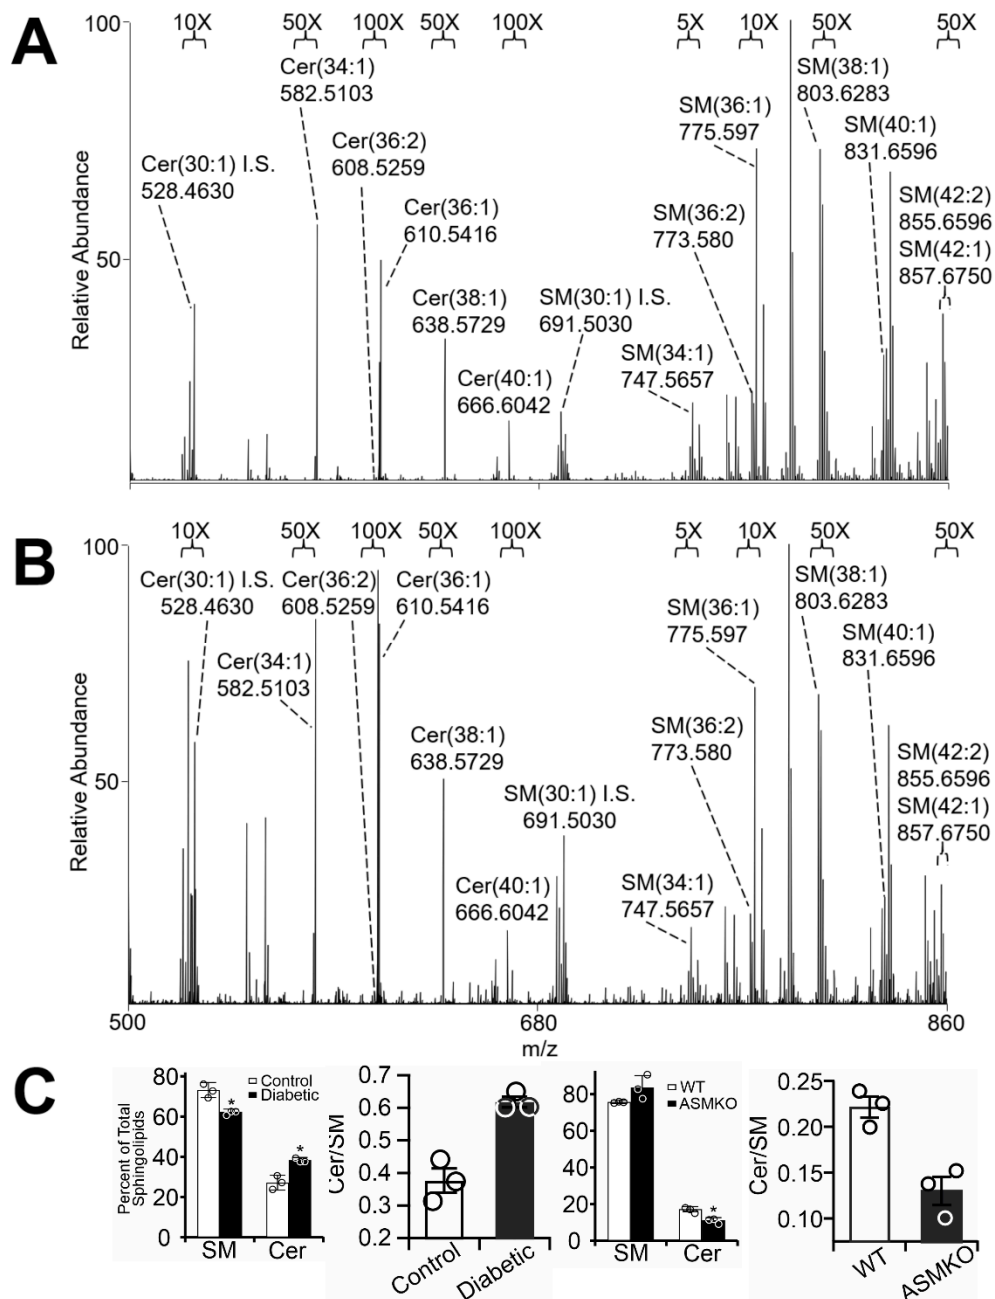 A
10X 50X 100X 50X 100X 5X 10X 50X 50X
100
50
Relative Abundance
Cer(30:1) I.S.
528.4630
Cer(34:1)
582.5103
Cer(36:2)
608.5259
Cer(36:1)
610.5416
Cer(38:1)
638.5729
Cer(40:1)
666.6042
SM(30:1) I.S.
691.5030
SM(34:1)
747.5657
SM(36:2)
773.580
SM(36:1)
775.597
SM(38:1)
803.6283
SM(40:1)
831.6596
SM(42:2)
855.6596
SM(42:1)
857.6750
B
10X 50X 100X 50X 100X 5X 10X 50X 50X
100
50
Relative Abundance
Cer(30:1) I.S.
528.4630
Cer(36:2)
608.5259
Cer(36:1)
610.5416
Cer(34:1)
582.5103
Cer(38:1)
638.5729
Cer(40:1)
666.6042
SM(30:1) I.S.
691.5030
SM(34:1)
747.5657
SM(36:2)
773.580
SM(36:1)
775.597
SM(38:1)
803.6283
SM(40:1)
831.6596
SM(42:2)
855.6596
SM(42:1)
857.6750
500 680 860
m/z
C
Percent of Total
Sphingolipids
80
60
40
20
0
Control
Diabetic
*
*
SM Cer
Cer/SM
0.7
0.6
0.5
0.4
0.3
0.2
Control
Diabetic
80
60
40
20
0
WT
ASMKO
*
SM Cer
Cer/SM
0.25
0.20
0.15
0.10
WT
ASMKO